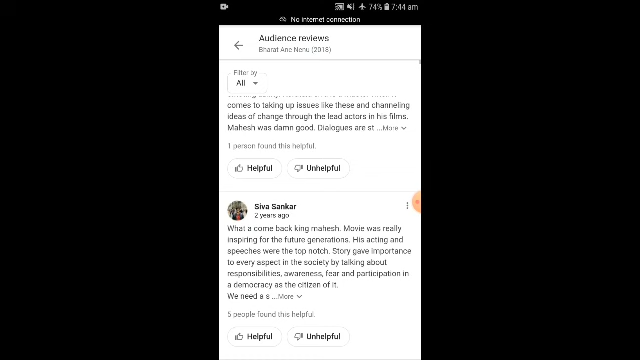 74% 7:44 am
No internet connection
Audience reviews
Bharat Ane Nenu (2018)
Filter by
All
comes to taking up issues like these and channeling
ideas of change through the lead actors in his films.
Mahesh was damn good. Dialogues are st ...More
1 person found this helpful.
Helpful Unhelpful
Siva Sankar
2 years ago
What a come back king mahesh. Movie was really
inspiring for the future generations. His acting and
speeches were the top notch. Story gave importance
to every aspect in the society by talking about
responsibilities, awareness, fear and participation in
a democracy as the citizen of it.
We need a s ...More
5 people found this helpful.
Helpful Unhelpful